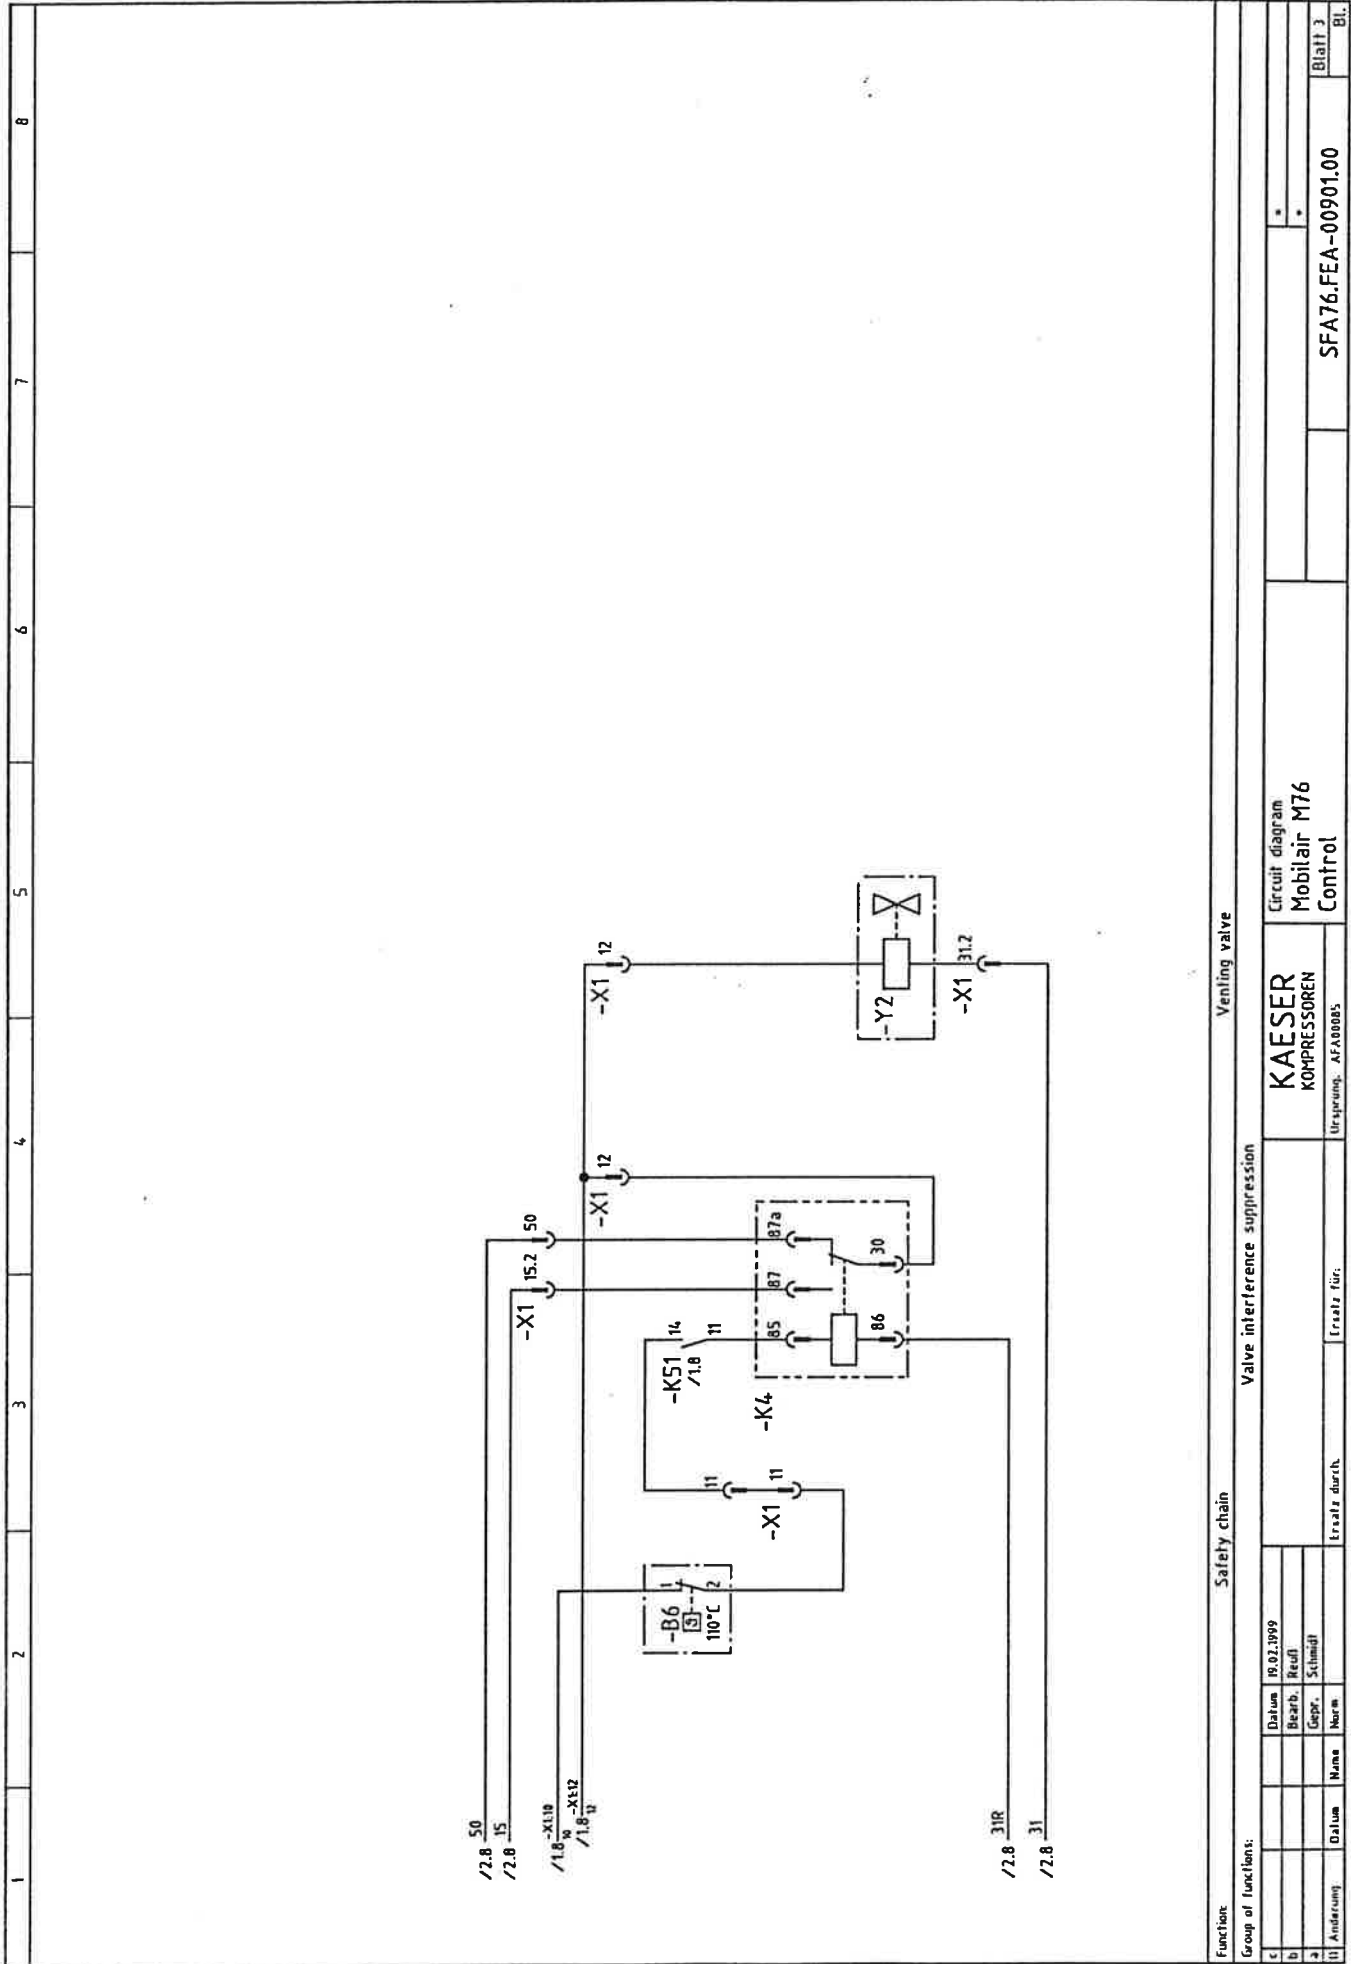 1 2 3 4 5 6 7 8
/2.8 50
/2.8 15
/1.8 -X1:10
10
/1.8 -X1:12
12
/2.8 31R
/2.8 31
-B6
1
2
110°C
11
11
-X1
-K51
/1.8
14
11
-K4
85
86
87
87a
30
-X1
15.2
50
-X1
12
-X1
12
-Y2
-X1
31.2
Function: Safety chain Venting valve
Group of functions: Valve interference suppression
c
b
a
Änderung Datum Name Norm
Datum 19.02.1999
Bearb. Reuß
Gepr. Schmidt
Ersatz durch: Ersatz für: Ursprung: AFA00085
KAESER
KOMPRESSOREN
Circuit diagram
Mobilair M76
Control
*
*
SFA76.FEA-00901.00
Blatt 3
Bl.